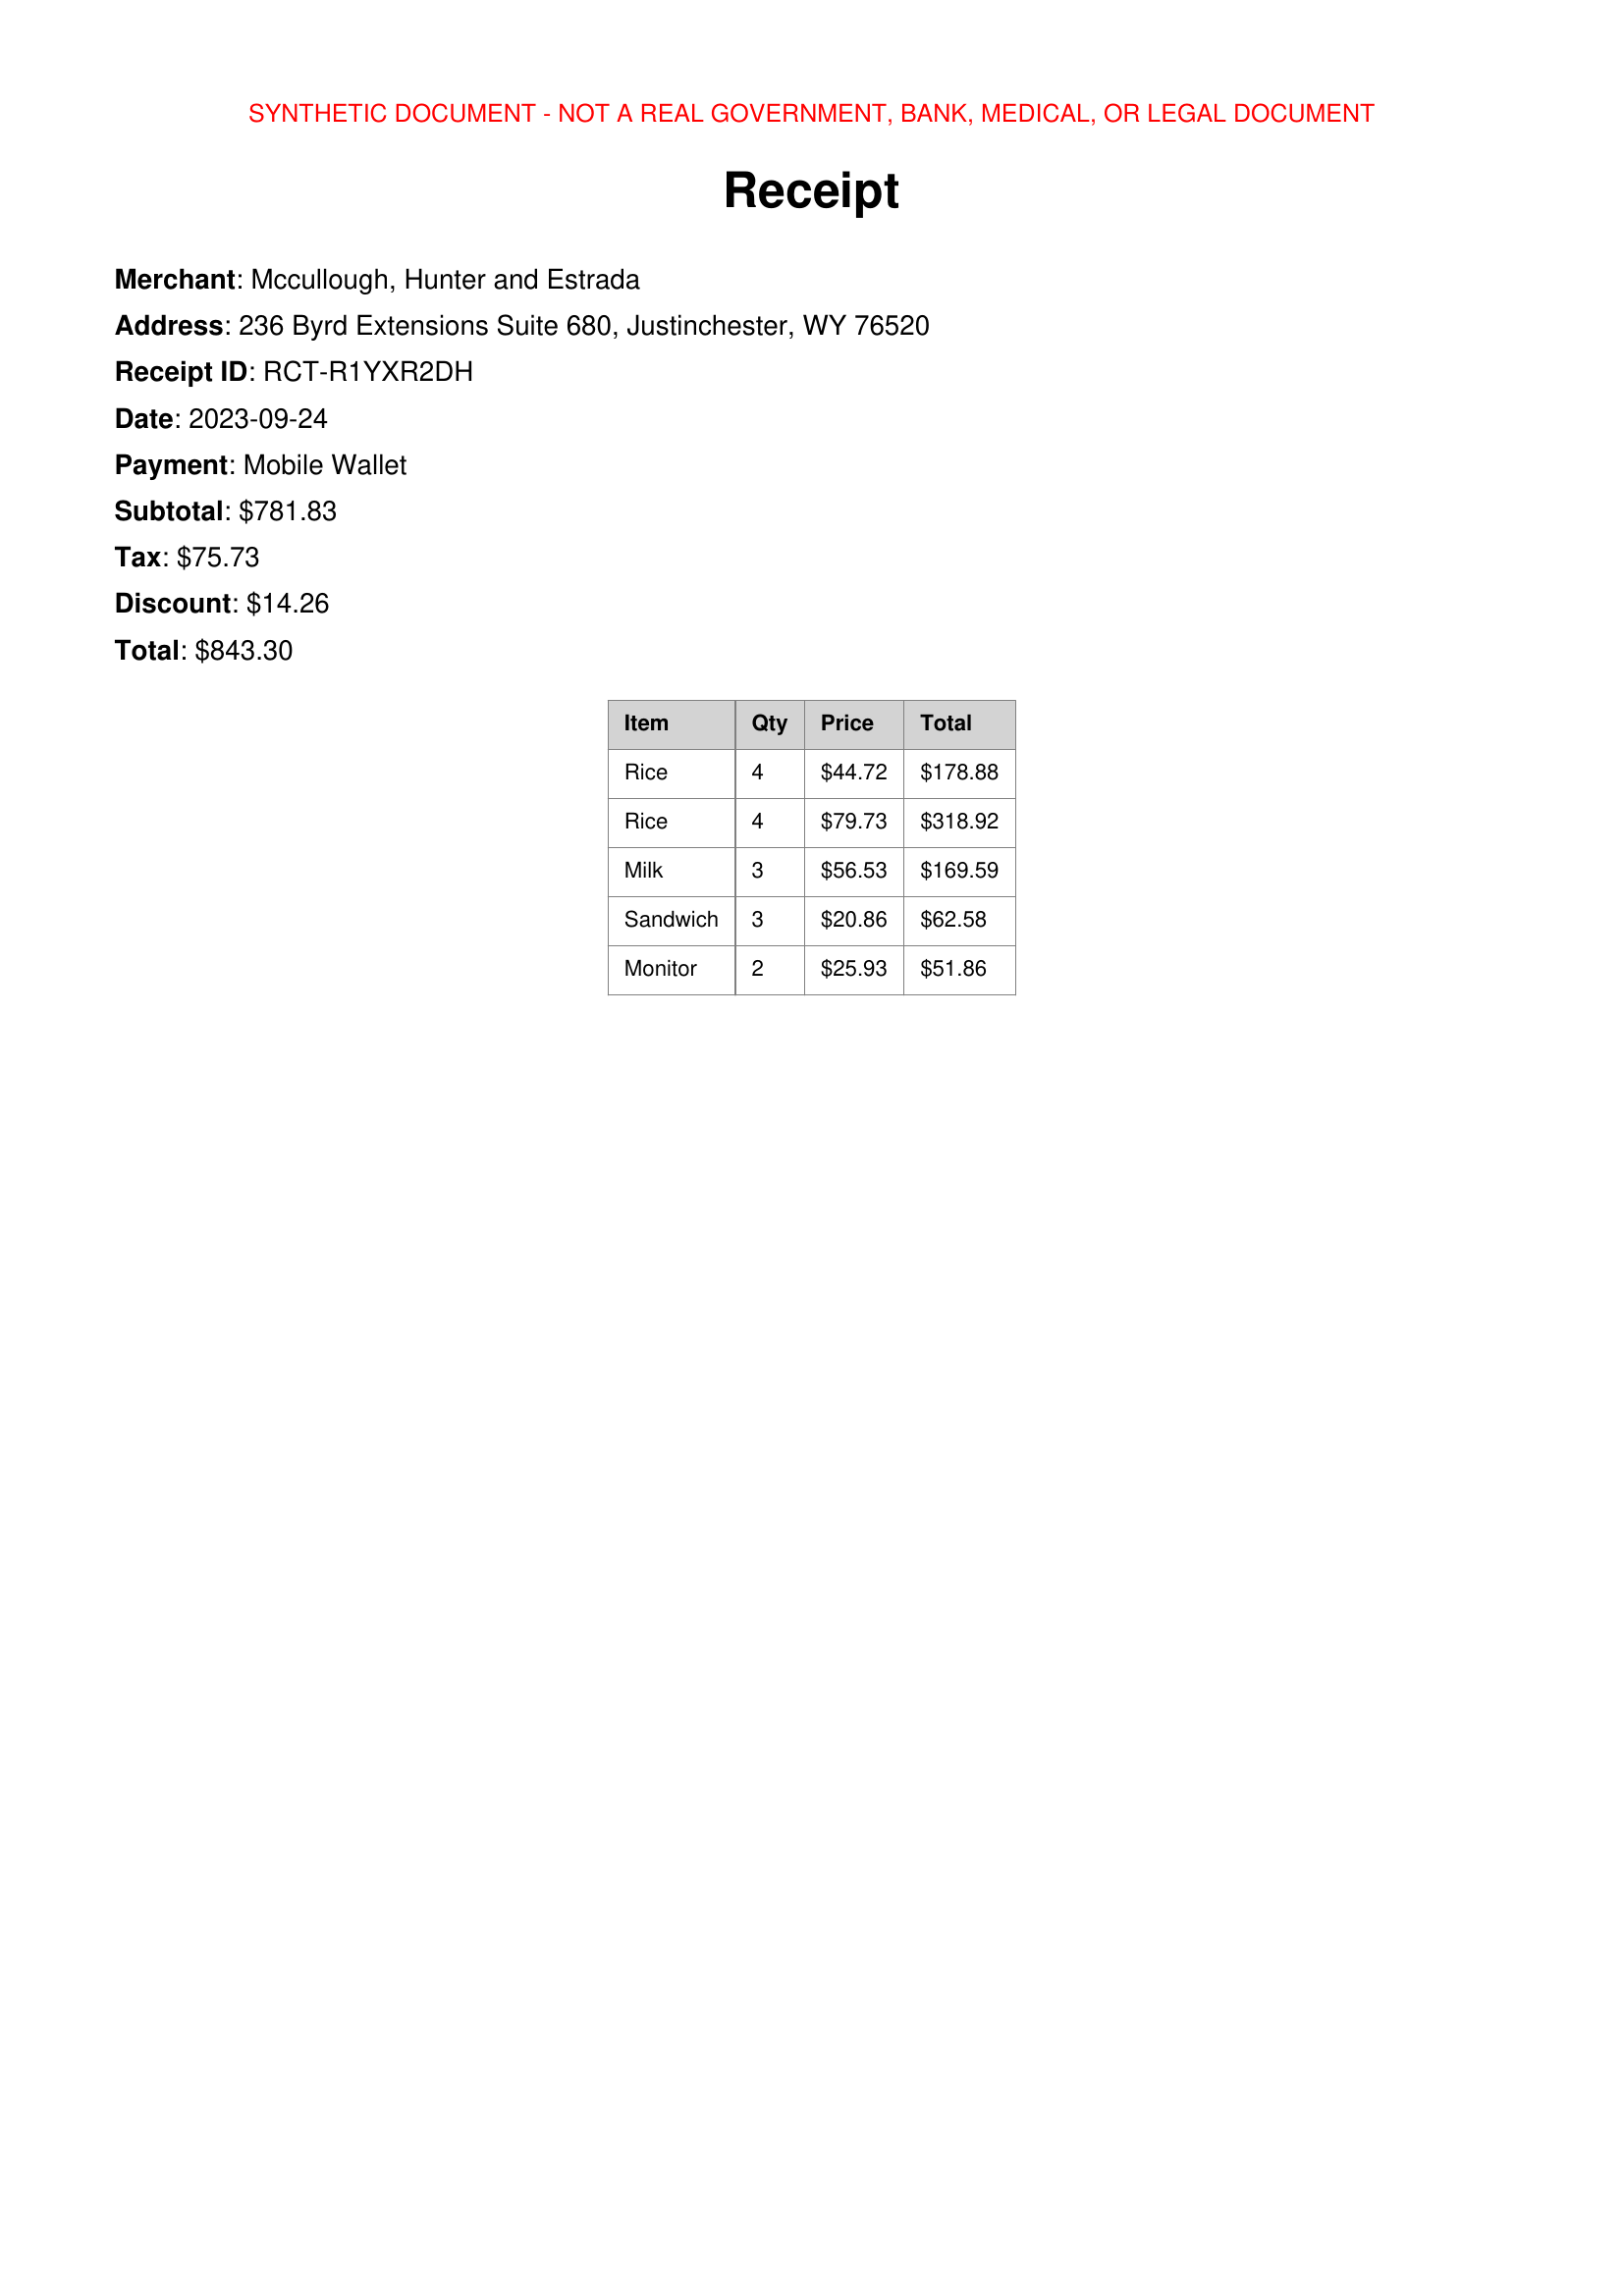 SYNTHETIC DOCUMENT - NOT A REAL GOVERNMENT, BANK, MEDICAL, OR LEGAL DOCUMENT
Receipt
Merchant: Mccullough, Hunter and Estrada
Address: 236 Byrd Extensions Suite 680, Justinchester, WY 76520
Receipt ID: RCT-R1YXR2DH
Date: 2023-09-24
Payment: Mobile Wallet
Subtotal: $781.83
Tax: $75.73
Discount: $14.26
Total: $843.30
Item Qty Price Total
Rice 4 $44.72 $178.88
Rice 4 $79.73 $318.92
Milk 3 $56.53 $169.59
Sandwich 3 $20.86 $62.58
Monitor 2 $25.93 $51.86